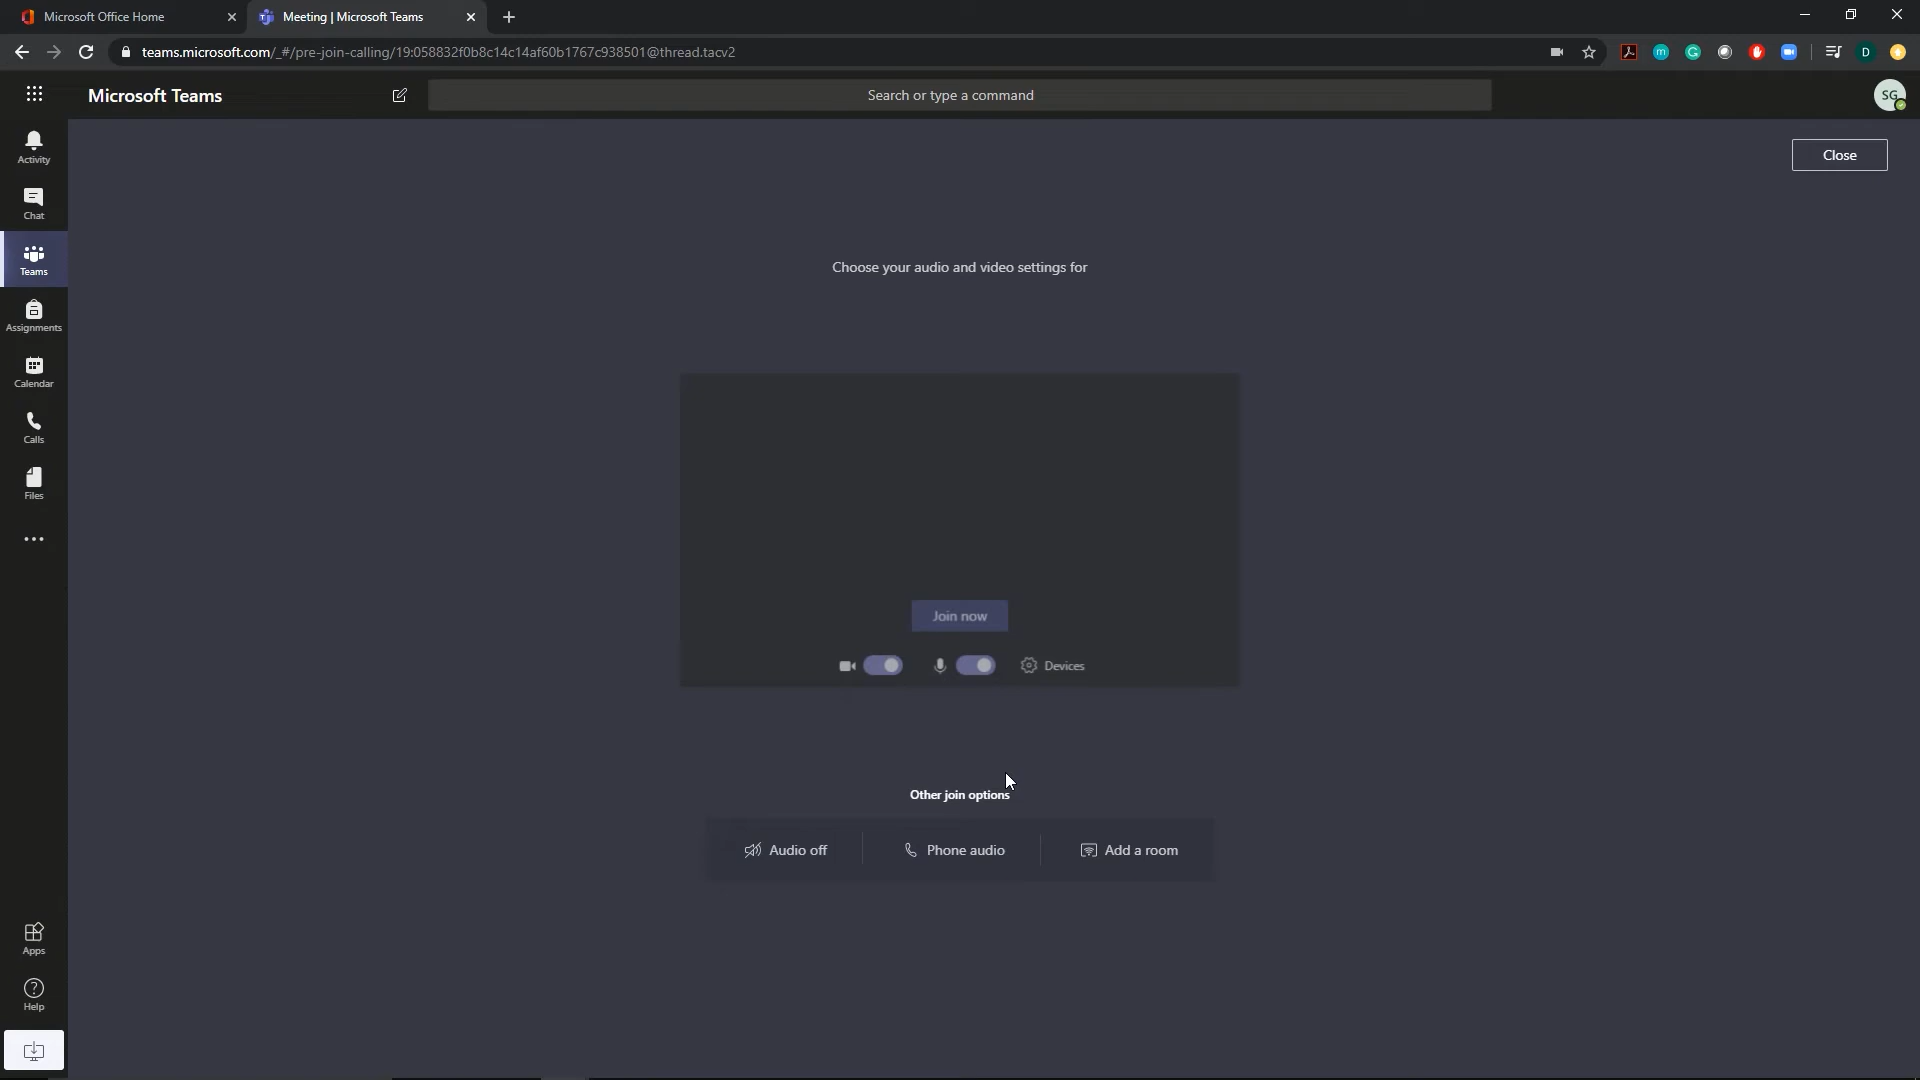 Microsoft Office Home
Meeting | Microsoft Teams
teams.microsoft.com/_#/pre-join-calling/19:058832f0b8c14c14af60b1767c938501@thread.tacv2
D
Microsoft Teams
Search or type a command
SG
Activity
Close
Chat
Teams
Choose your audio and video settings for
Assignments
Calendar
Calls
Files
Join now
Devices
Other join options
Audio off
Phone audio
Add a room
Apps
Help